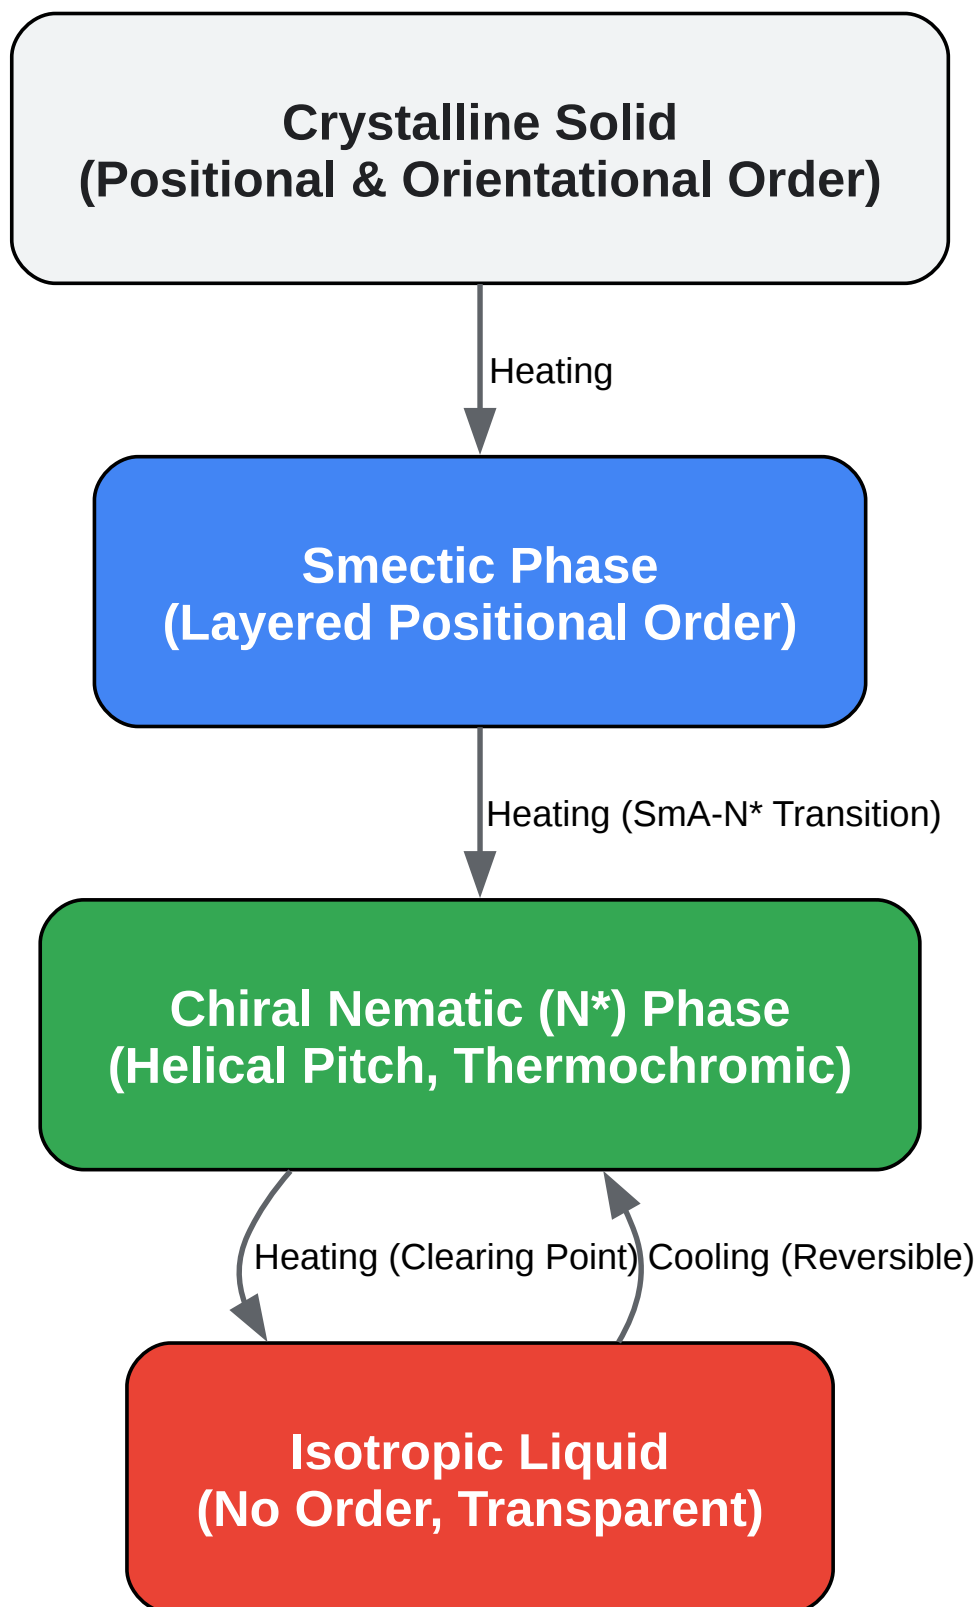 Crystalline Solid
(Positional & Orientational Order)
Heating
Smectic Phase
(Layered Positional Order)
Heating (SmA-N* Transition)
Chiral Nematic (N*) Phase
(Helical Pitch, Thermochromic)
Heating (Clearing Point)
Cooling (Reversible)
Isotropic Liquid
(No Order, Transparent)